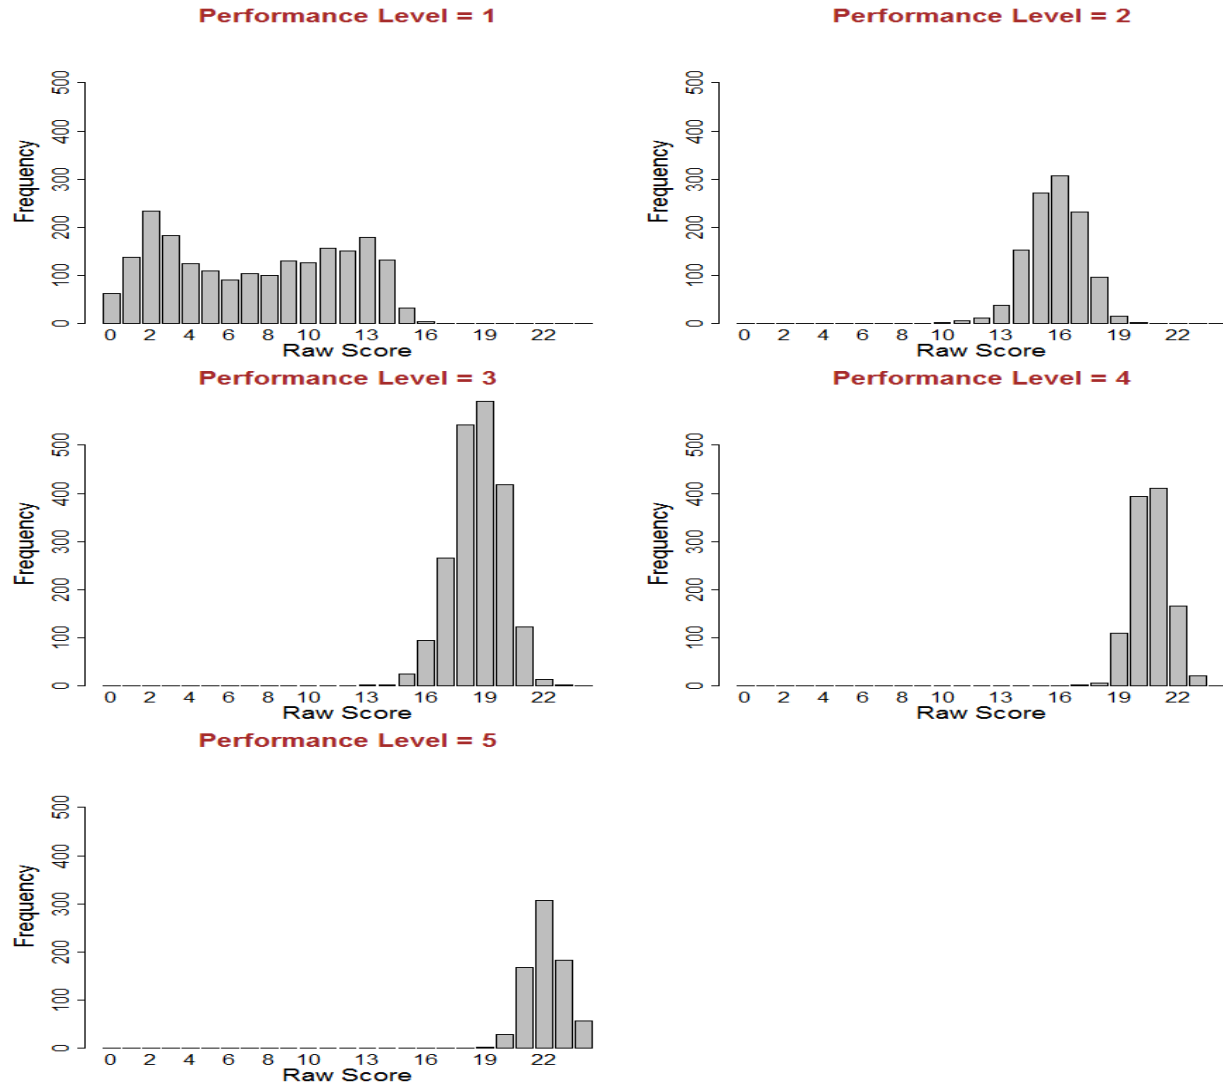 Performance Level = 1
Frequency
500
400
300
200
100
0
0 2 4 6 8 10 13 16 19 22
Raw Score
Performance Level = 2
Frequency
500
400
300
200
100
0
0 2 4 6 8 10 13 16 19 22
Raw Score
Performance Level = 3
Frequency
500
400
300
200
100
0
0 2 4 6 8 10 13 16 19 22
Raw Score
Performance Level = 4
Frequency
500
400
300
200
100
0
0 2 4 6 8 10 13 16 19 22
Raw Score
Performance Level = 5
Frequency
500
400
300
200
100
0
0 2 4 6 8 10 13 16 19 22
Raw Score